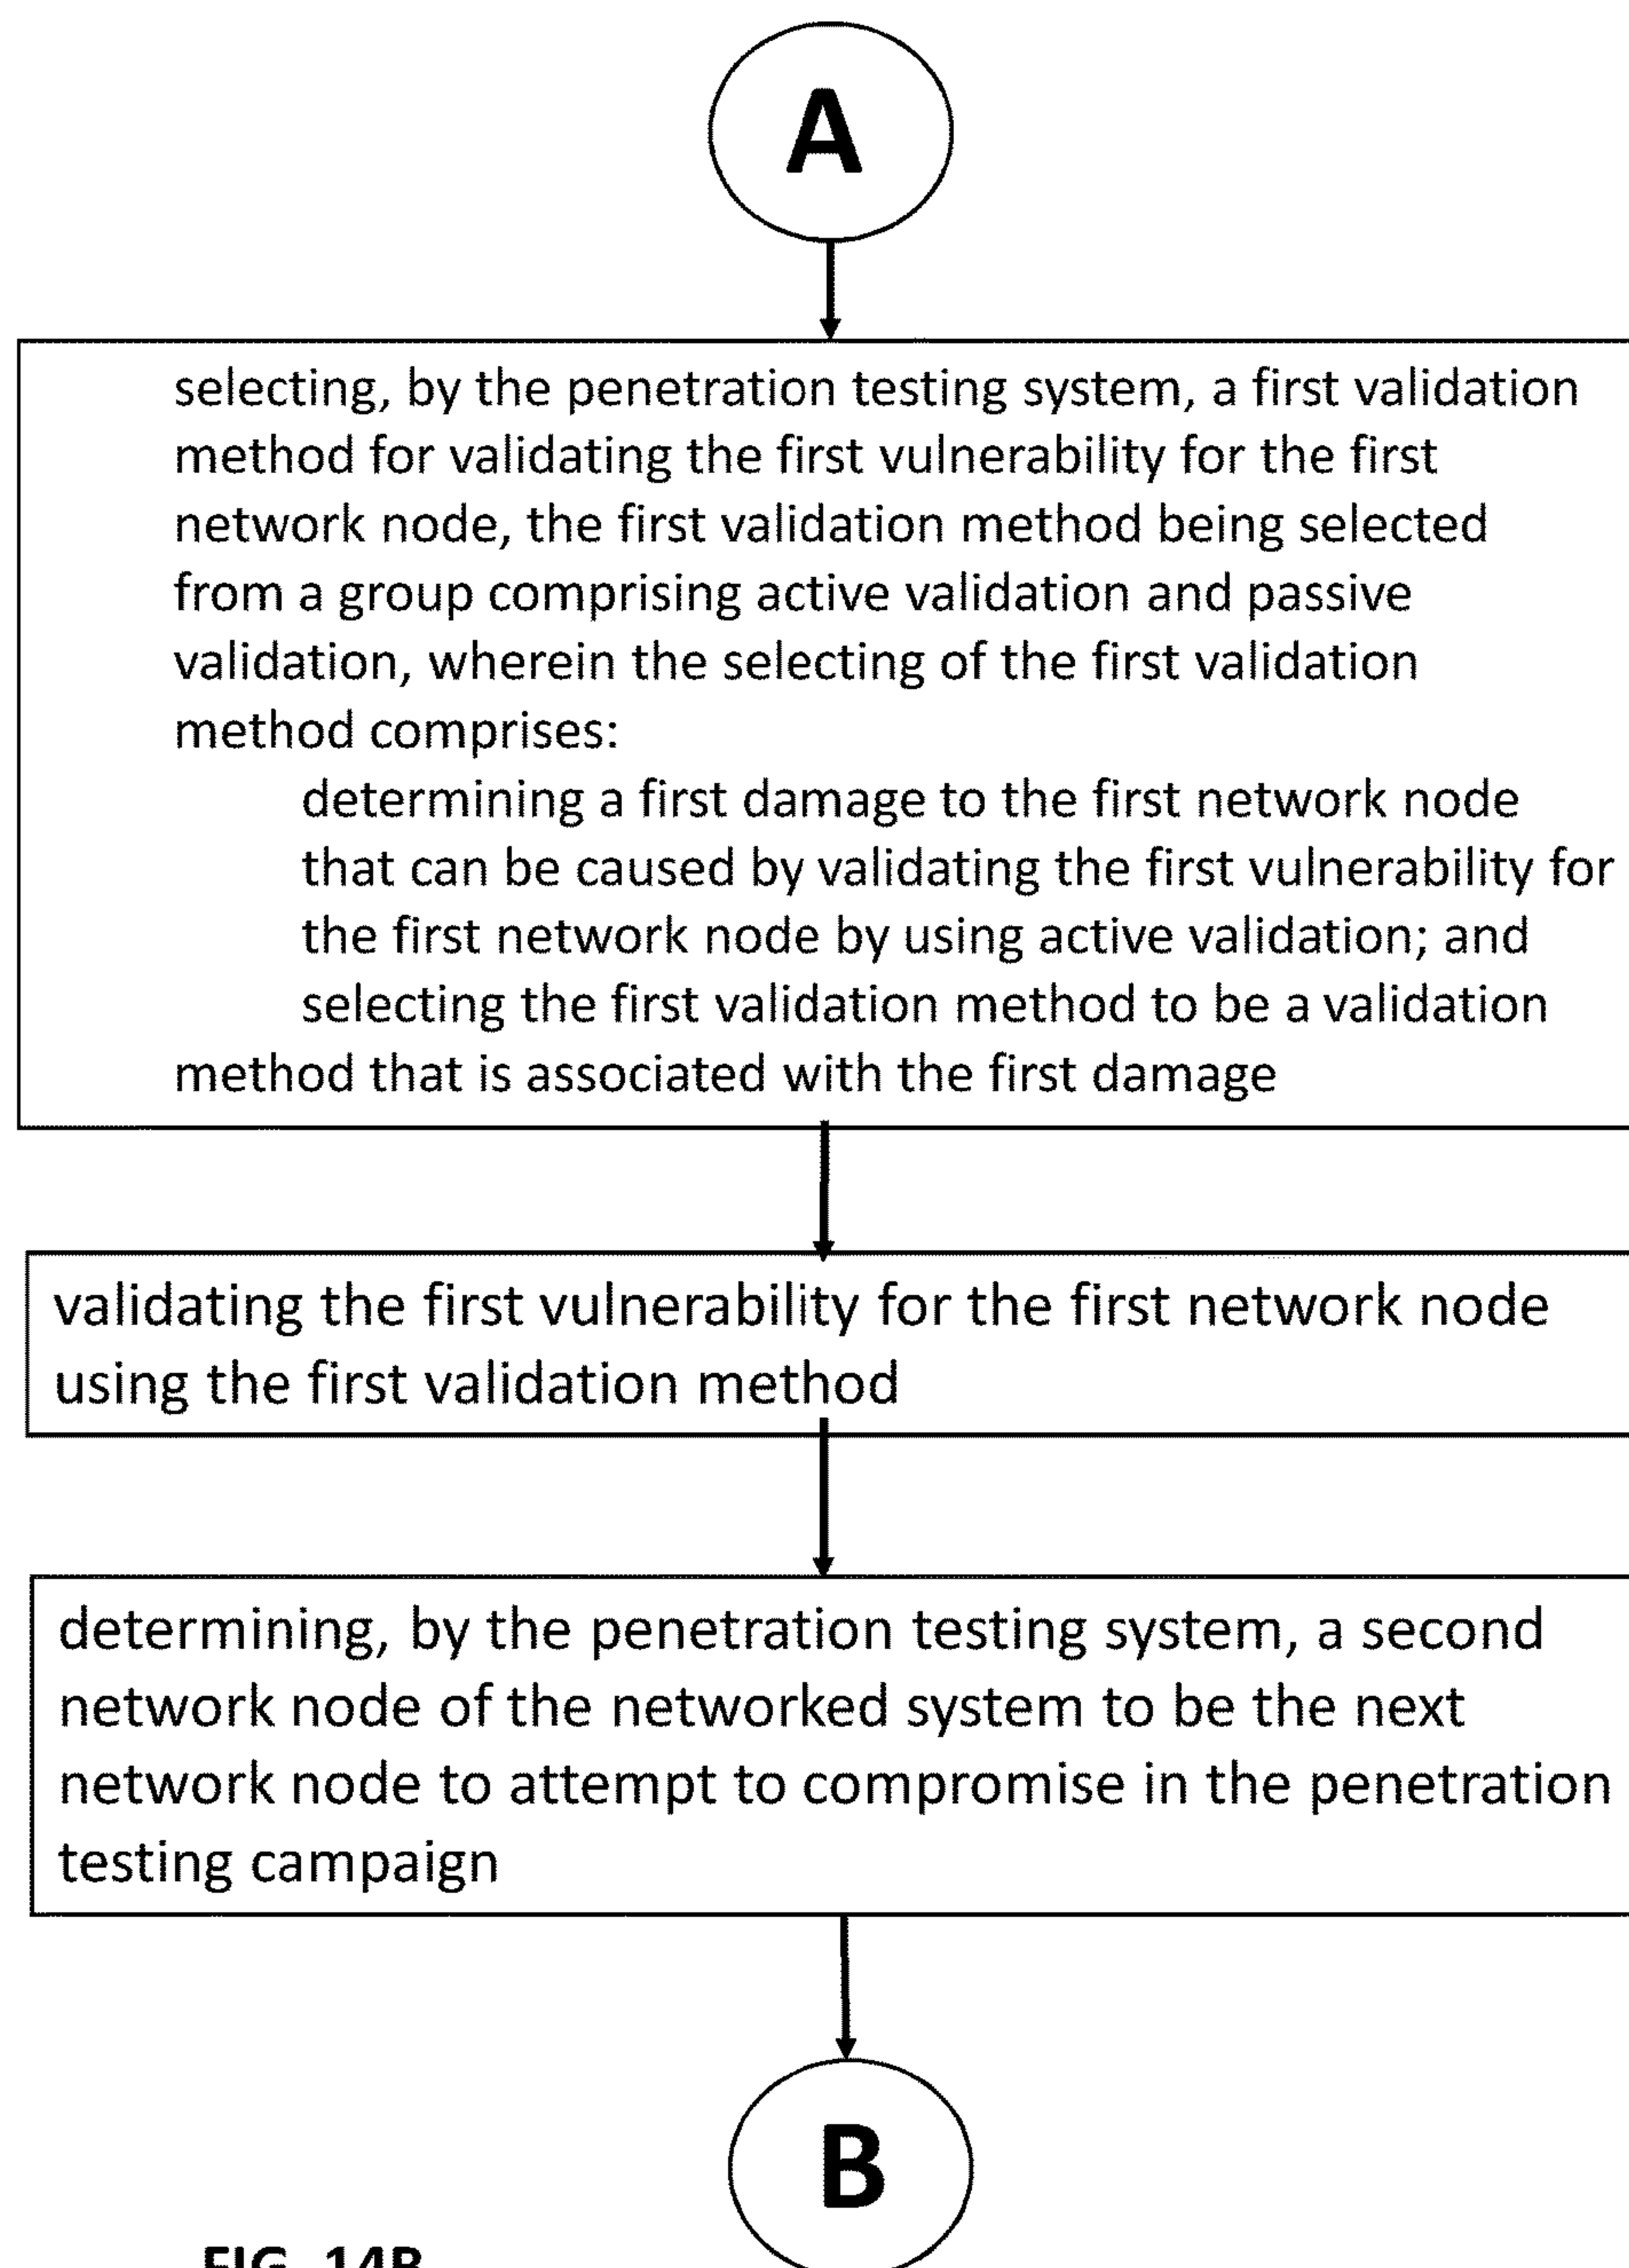 A
selecting, by the penetration testing system, a first validation
method for validating the first vulnerability for the first
network node, the first validation method being selected
from a group comprising active validation and passive
validation, wherein the selecting of the first validation
method comprises:
determining a first damage to the first network node
that can be caused by validating the first vulnerability for
the first network node by using active validation; and
selecting the first validation method to be a validation
method that is associated with the first damage
validating the first vulnerability for the first network node
using the first validation method
determining, by the penetration testing system, a second
network node of the networked system to be the next
network node to attempt to compromise in the penetration
testing campaign
B
FIG. 14B